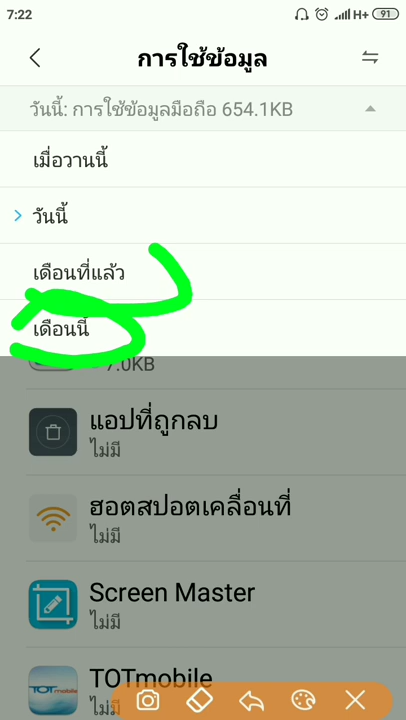 7:22 H+ 91
การใช้ข้อมูล
วันนี้: การใช้ข้อมูลมือถือ 654.1KB
เมื่อวานนี้
วันนี้
เดือนที่แล้ว
เดือนนี้
7.0KB
แอปที่ถูกลบ
ไม่มี
ฮอตสปอตเคลื่อนที่
ไม่มี
Screen Master
ไม่มี
TOTmobile
TOTmobile
ไม่มี